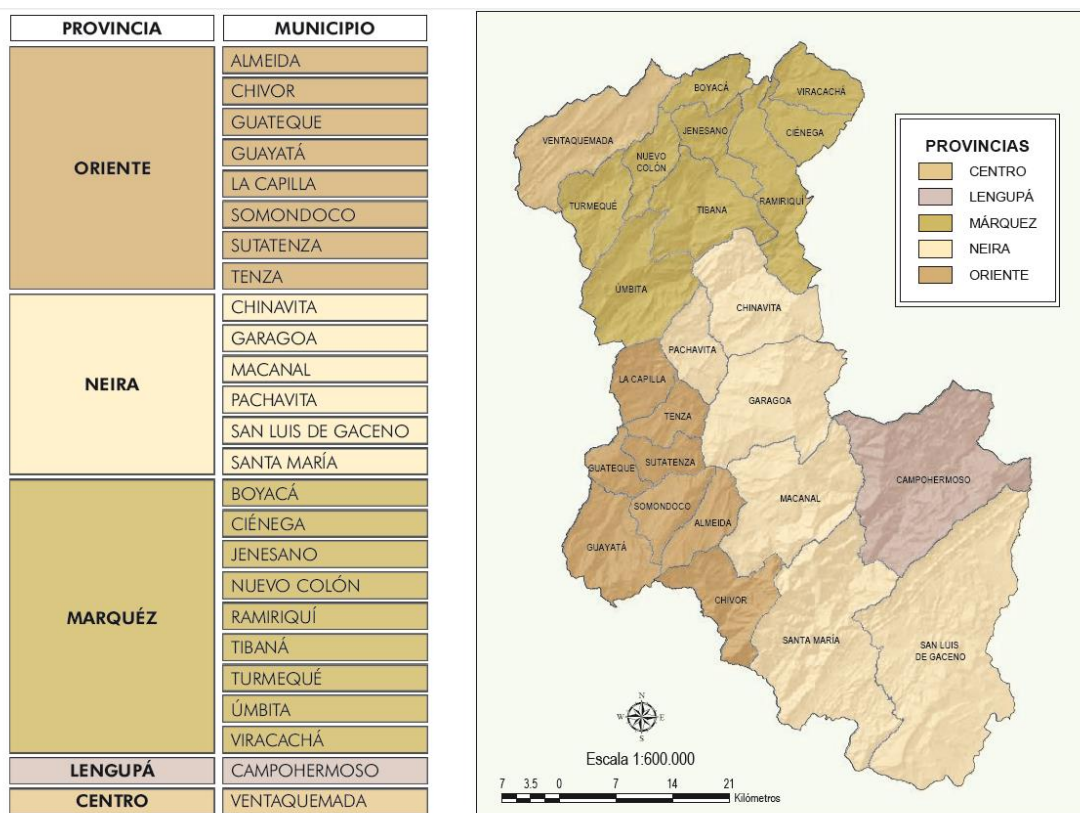 PROVINCIA MUNICIPIO
ORIENTE
ALMEIDA
CHIVOR
GUATEQUE
GUAYATÁ
LA CAPILLA
SOMONDOCO
SUTATENZA
TENZA
NEIRA
CHINAVITA
GARAGOA
MACANAL
PACHAVITA
SAN LUIS DE GACENO
SANTA MARÍA
MARQUÉZ
BOYACÁ
CIÉNEGA
JENESANO
NUEVO COLÓN
RAMIRIQUÍ
TIBANÁ
TURMEQUÉ
ÚMBITA
VIRACACHÁ
LENGUPÁ CAMPOHERMOSO
CENTRO VENTAQUEMADA
BOYACÁ
VIRACACHÁ
VENTAQUEMADA
JENESANO
CIÉNEGA
NUEVO
COLÓN
TURMEQUÉ
TIBANA
RAMIRIQUÍ
ÚMBITA
CHINAVITA
PACHAVITA
LA CAPILLA
GARAGOA
TENZA
GUATEQUE
SUTATENZA
CAMPOHERMOSO
SOMONDOCO
MACANAL
ALMEIDA
GUAYATÁ
CHIVOR
SANTA MARÍA
SAN LUIS
DE GACENO
PROVINCIAS
CENTRO
LENGUPÁ
MÁRQUEZ
NEIRA
ORIENTE
N
W E
S
Escala 1:600.000
7 3.5 0 7 14 21
Kilómetros